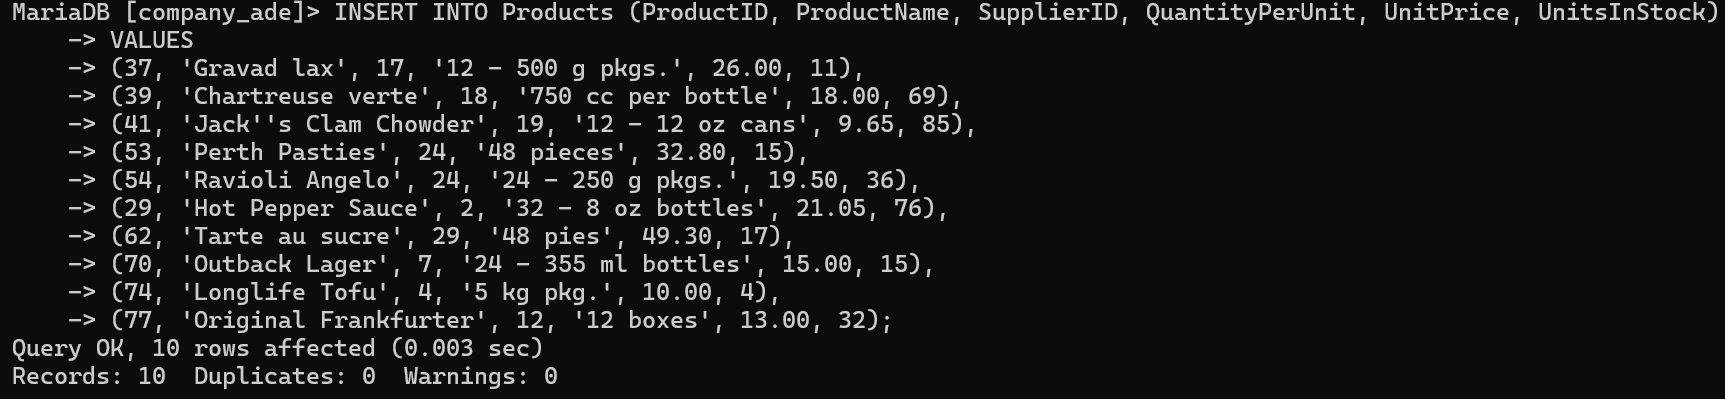 MariaDB [company_ade]> INSERT INTO Products (ProductID, ProductName, SupplierID, QuantityPerUnit, UnitPrice, UnitsInStock)
    -> VALUES
    -> (37, 'Gravad lax', 17, '12 - 500 g pkgs.', 26.00, 11),
    -> (39, 'Chartreuse verte', 18, '750 cc per bottle', 18.00, 69),
    -> (41, 'Jack''s Clam Chowder', 19, '12 - 12 oz cans', 9.65, 85),
    -> (53, 'Perth Pasties', 24, '48 pieces', 32.80, 15),
    -> (54, 'Ravioli Angelo', 24, '24 - 250 g pkgs.', 19.50, 36),
    -> (29, 'Hot Pepper Sauce', 2, '32 - 8 oz bottles', 21.05, 76),
    -> (62, 'Tarte au sucre', 29, '48 pies', 49.30, 17),
    -> (70, 'Outback Lager', 7, '24 - 355 ml bottles', 15.00, 15),
    -> (74, 'Longlife Tofu', 4, '5 kg pkg.', 10.00, 4),
    -> (77, 'Original Frankfurter', 12, '12 boxes', 13.00, 32);
Query OK, 10 rows affected (0.003 sec)
Records: 10  Duplicates: 0  Warnings: 0